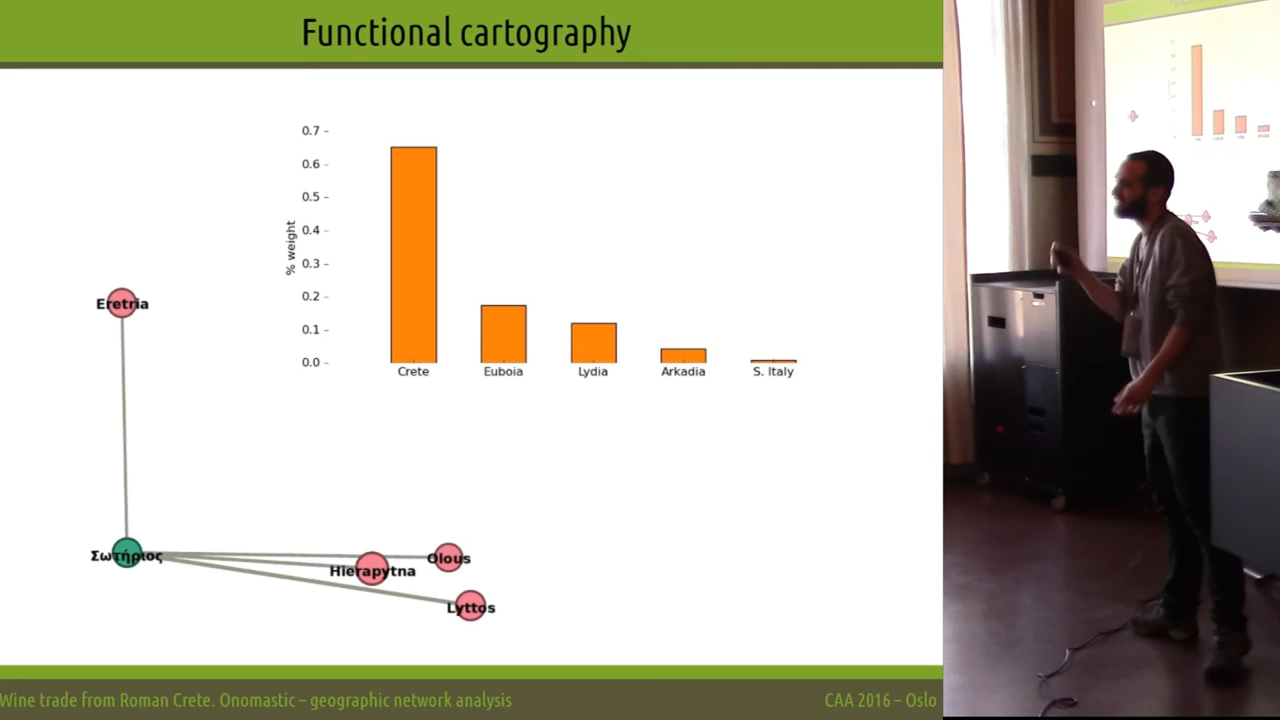 Functional cartography
0.7
0.6
0.5
0.4
0.3
0.2
0.1
0.0
% weight
Crete Euboia Lydia Arkadia S. Italy
Eretria
Σωτήριος
Hierapytna
Olous
Lyttos
Wine trade from Roman Crete. Onomastic – geographic network analysis
CAA 2016 – Oslo